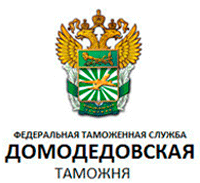 ФЕДЕРАЛЬНАЯ ТАМОЖЕННАЯ СЛУЖБА
ДОМОДЕДОВСКАЯ
ТАМОЖНЯ